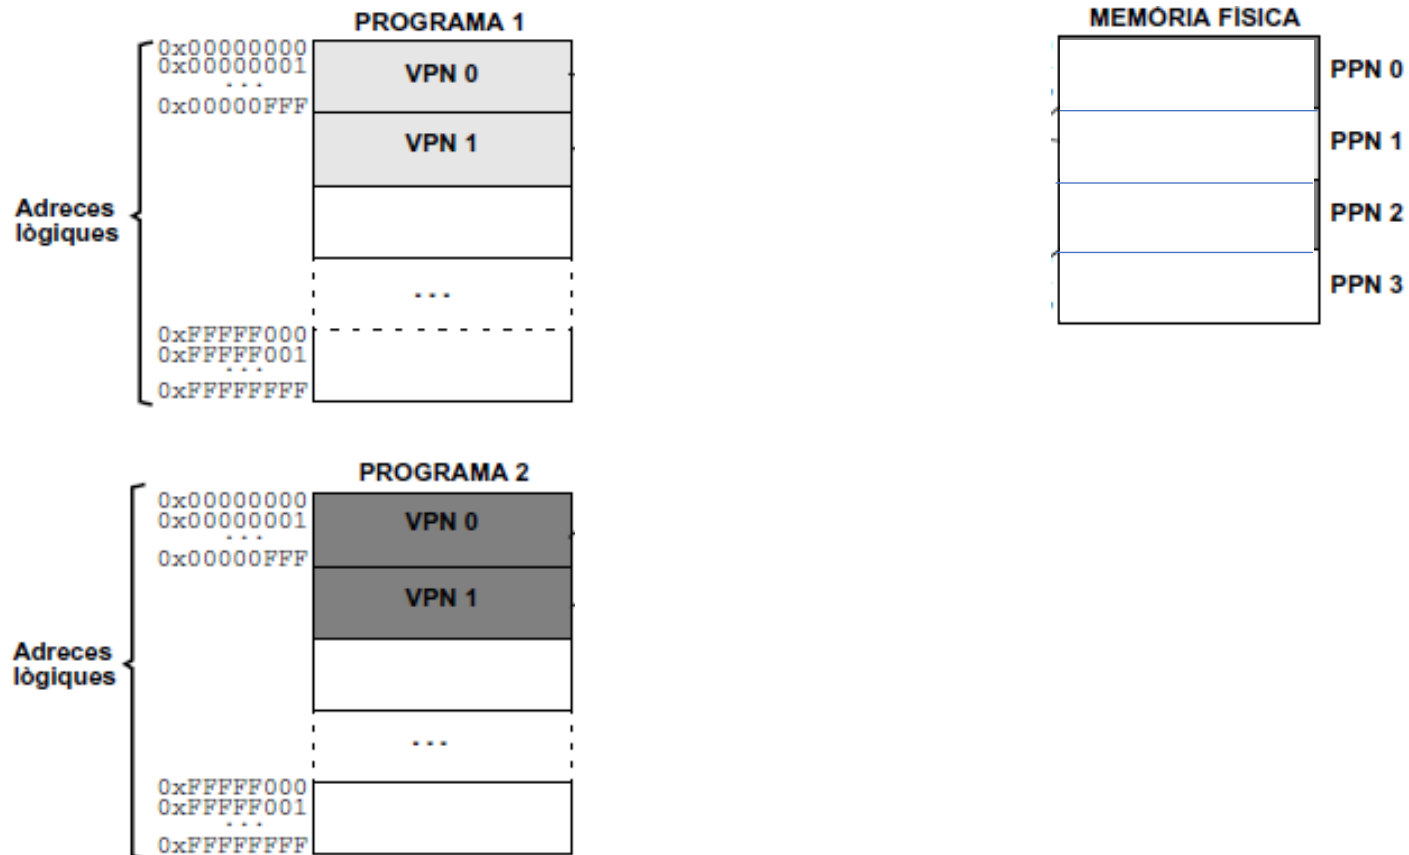 PROGRAMA 1
0x00000000
0x00000001
...
0x00000FFF
VPN 0
VPN 1
Adreces
lògiques
...
0xFFFFF000
0xFFFFF001
...
0xFFFFFFFF
MEMÒRIA FÍSICA
PPN 0
PPN 1
PPN 2
PPN 3
PROGRAMA 2
0x00000000
0x00000001
...
0x00000FFF
VPN 0
VPN 1
Adreces
lògiques
...
0xFFFFF000
0xFFFFF001
...
0xFFFFFFFF